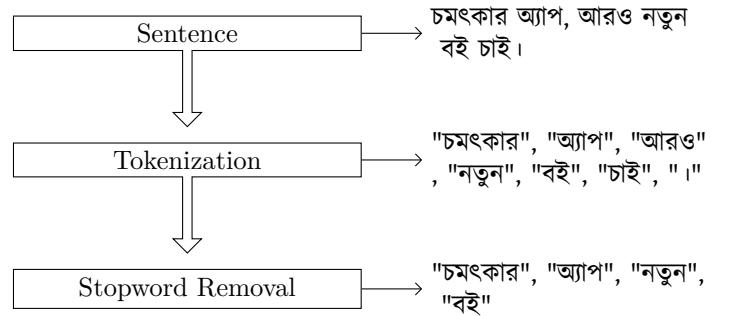 Sentence
চমৎকার অ্যাপ, আরও নতুন
বই চাই।
Tokenization
"চমৎকার", "অ্যাপ", "আরও"
, "নতুন", "বই", "চাই", "।"
Stopword Removal
"চমৎকার", "অ্যাপ", "নতুন",
"বই"